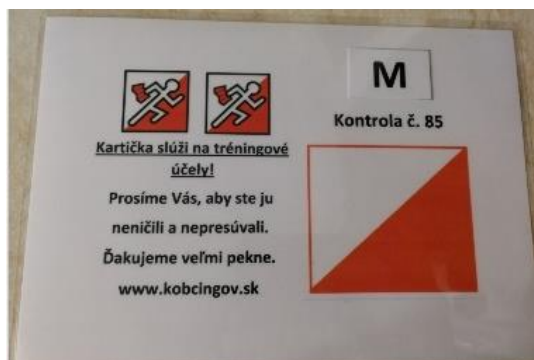 M
Kontrola č. 85
Kartička slúži na tréningové
účely!
Prosíme Vás, aby ste ju
neničili a nepresúvali.
Ďakujeme veľmi pekne.
www.kobcingov.sk